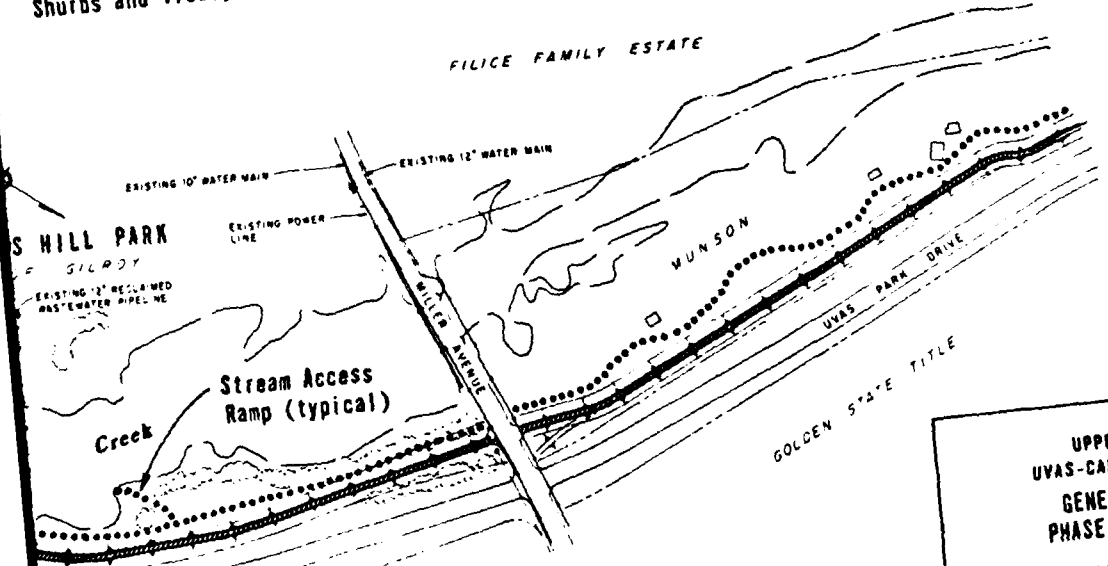 Shurbs and
FILICE FAMILY ESTATE
EXISTING 12" WATER MAIN
EXISTING 10" WATER MAIN
EXISTING POWER
LINE
S HILL PARK
GILROY
EXISTING 12" RECLAIMED
WASTEWATER PIPELINE
MUNSON
MILLER AVENUE
UVAS PARK DRIVE
GOLDEN STATE TITLE
Stream Access
Ramp (typical)
Creek
UPP
UVAS-CA
GENE
PHASE